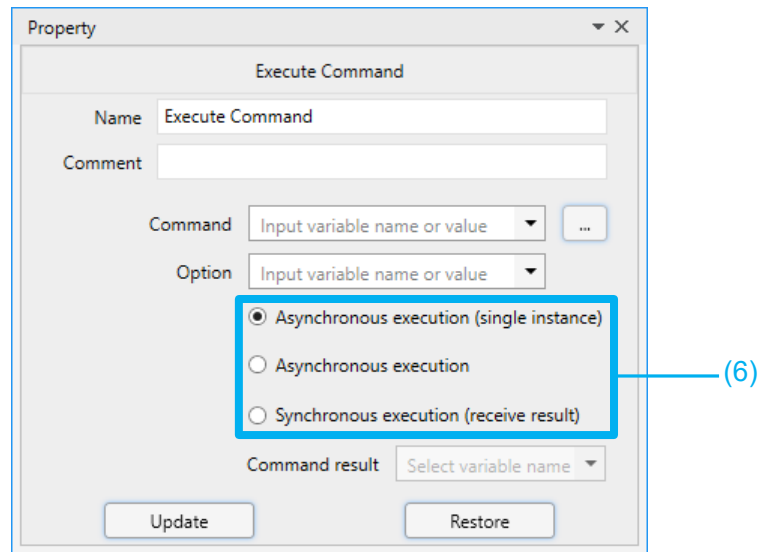 Property
Execute Command
Name Execute Command
Comment
Command Input variable name or value ...
Option Input variable name or value
Asynchronous execution (single instance)
Asynchronous execution
(6)
Synchronous execution (receive result)
Command result Select variable name
Update Restore